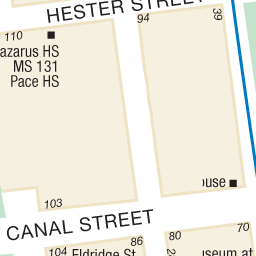 HESTER STREET
94
39
110
azarus HS
MS 131
Pace HS
ouse
103
CANAL STREET
80
70
86
104
Eldridge St
useum at